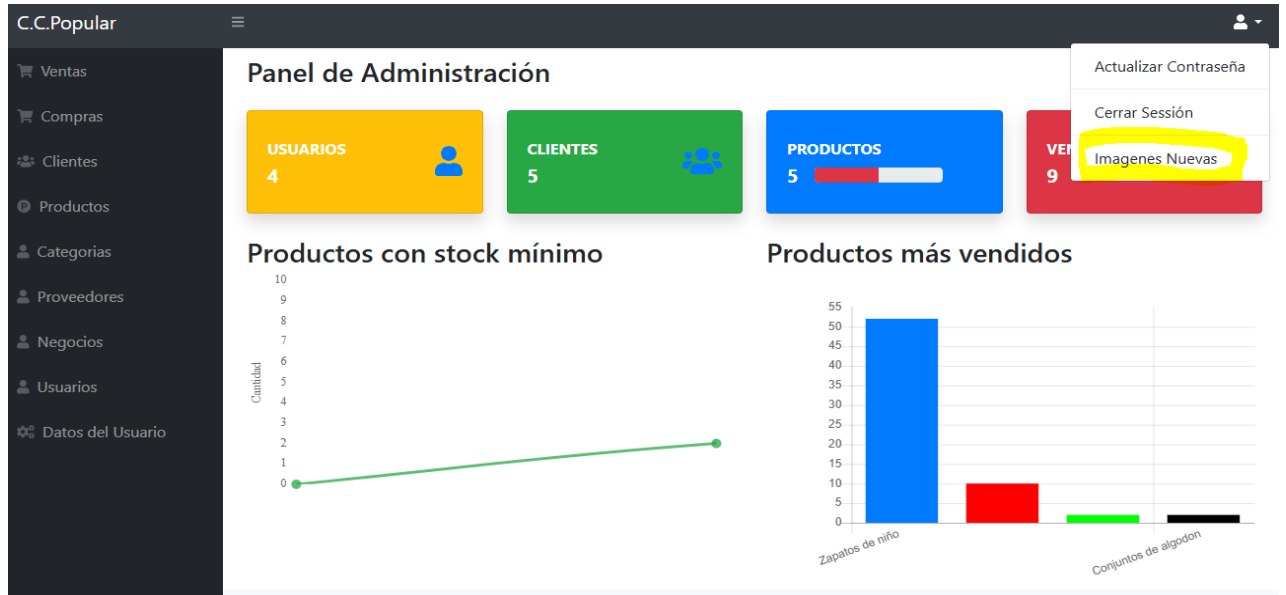 C.C.Popular
Ventas
Compras
Clientes
Productos
Categorias
Proveedores
Negocios
Usuarios
Datos del Usuario
Actualizar Contraseña
Cerrar Sessión
Imagenes Nuevas
Panel de Administración
USUARIOS
4
CLIENTES
5
PRODUCTOS
5
VEN
9
Productos con stock mínimo
10
9
8
7
6
5
4
3
2
1
0
Cantidad
Productos más vendidos
55
50
45
40
35
30
25
20
15
10
5
0
Zapatos de niño
Conjuntos de algodon